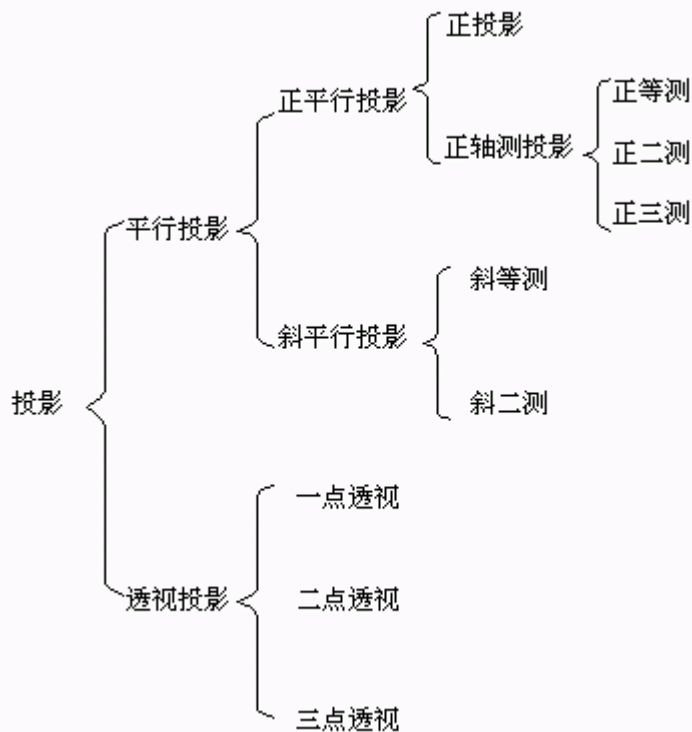 正投影
正平行投影
正等测
正轴测投影
正二测
正三测
平行投影
斜等测
斜平行投影
斜二测
投影
一点透视
透视投影
二点透视
三点透视